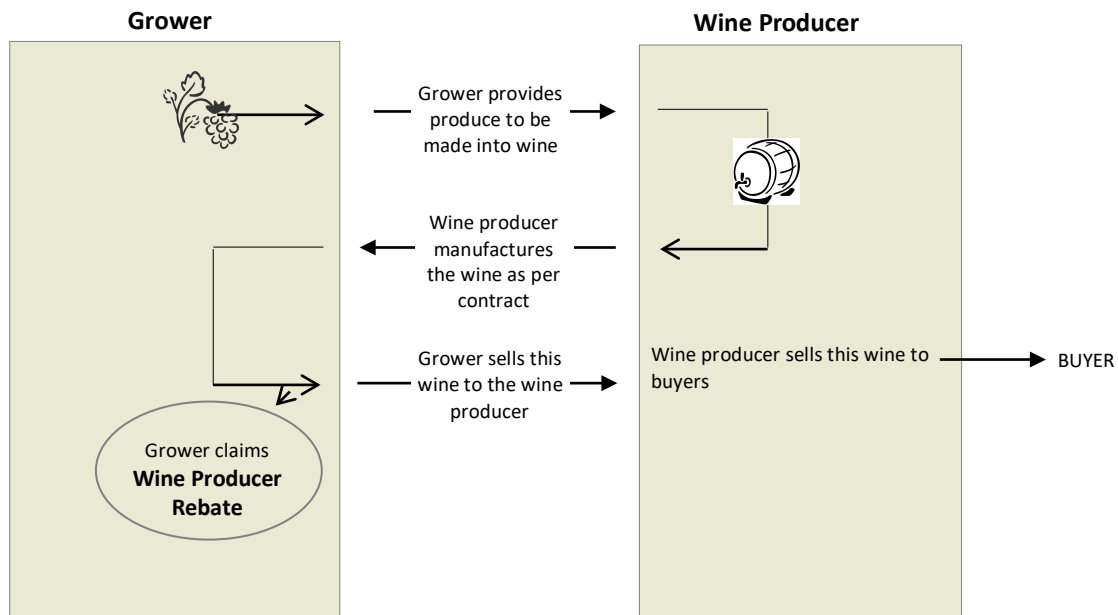 Grower
Wine Producer
Grower provides
produce to be
made into wine
Wine producer
manufactures
the wine as per
contract
Grower sells this
wine to the wine
producer
Wine producer sells this wine to
buyers
BUYER
Grower claims
Wine Producer
Rebate